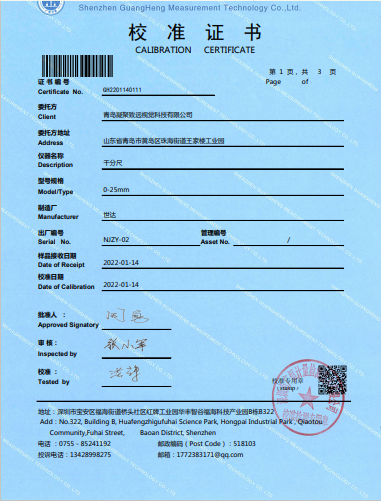 Shenzhen GuangHeng Measurement Technology Co.,Ltd.
校 准 证 书
CALIBRATION CERTIFICATE
第 1 页, 共 3 页
Page of
证书编号
Certificate No. GH2201140111
委托方
Client 青岛凝聚致远视觉科技有限公司
委托方地址
Address 山东省青岛市黄岛区珠海街道王家楼工业园
仪器名称
Description 千分尺
型号规格
Model/Type 0-25mm
制造厂
Manufacturer 世达
出厂编号 管理编号
Serial No. NJZY-02 Asset No. /
样品接收日期
Date of Receipt 2022-01-14
校准日期
Date of Calibration 2022-01-14
批准人 :
Approved Signatory
审 核 :
Inspected by 张小军
校 准 :
Tested by
校准专用章
(stamp)
地址 : 深圳市宝安区福海街道桥头社区红牌工业园华丰智谷福海科技产业园B栋B322
Add : No.322, Building B, Huafengzhigufuhai Science Park, Hongpai Industrial Park , Qiaotou
Community,Fuhai Street, Baoan District, Shenzhen
电话 : 0755 - 85241192 邮政编码 ( Post Code ) : 518103
投训电话 : 13428998275 邮箱 : 1772383171@qq.com